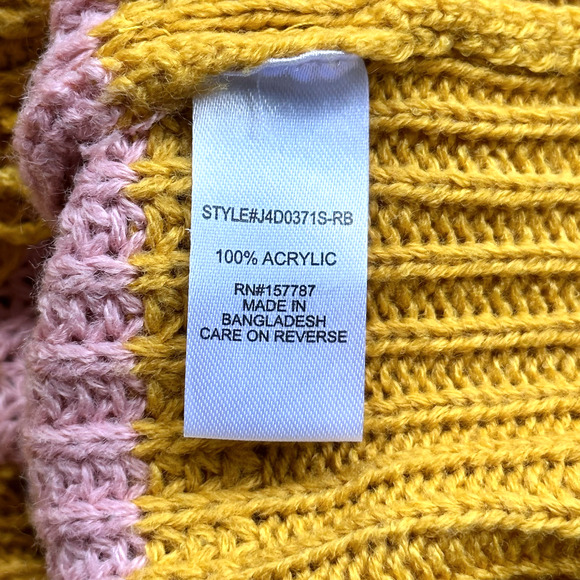 STYLE#J4D0371S-RB
100% ACRYLIC
RN#157787
MADE IN
BANGLADESH
CARE ON REVERSE